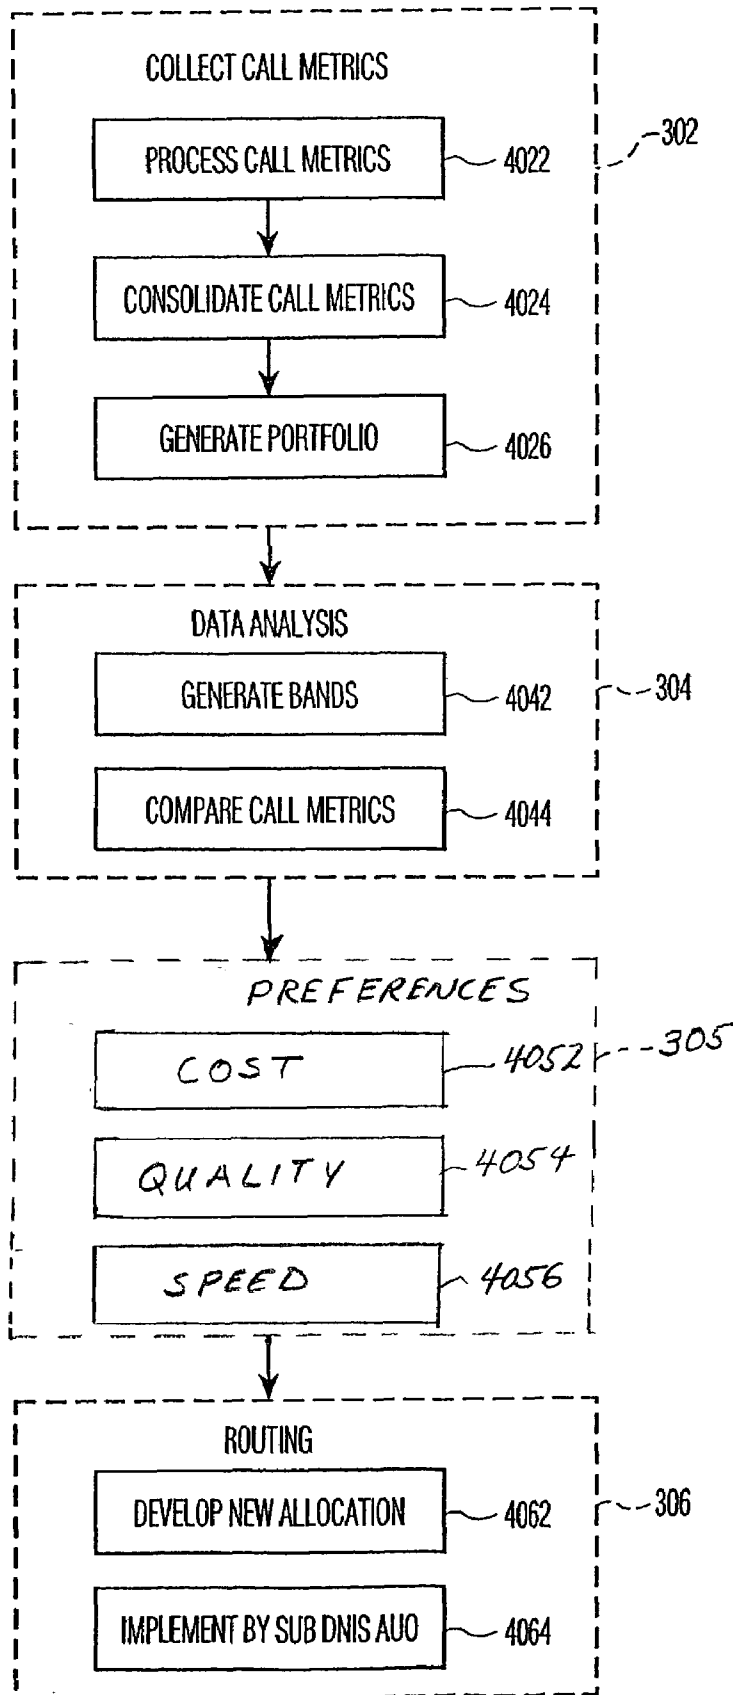 COLLECT CALL METRICS
PROCESS CALL METRICS
4022
302
CONSOLIDATE CALL METRICS
4024
GENERATE PORTFOLIO
4026
DATA ANALYSIS
GENERATE BANDS
4042
304
COMPARE CALL METRICS
4044
PREFERENCES
COST
4052
305
QUALITY
4054
SPEED
4056
ROUTING
DEVELOP NEW ALLOCATION
4062
306
IMPLEMENT BY SUB DNIS AUO
4064